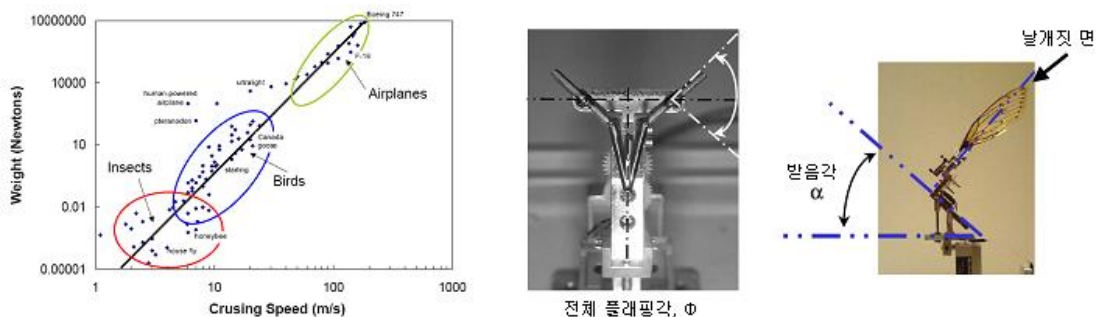 Boeing 747
10000000
10000
10
0.01
0.00001
Weight (Newtons)
F-16
ultralight
Airplanes
human-powered
airplane
pteranodon
Canada
goose
starling
Birds
Insects
honeybee
house fly
1
10
100
1000
Crusing Speed (m/s)
전체 플래핑각, Φ
날개짓 면
받음각
α